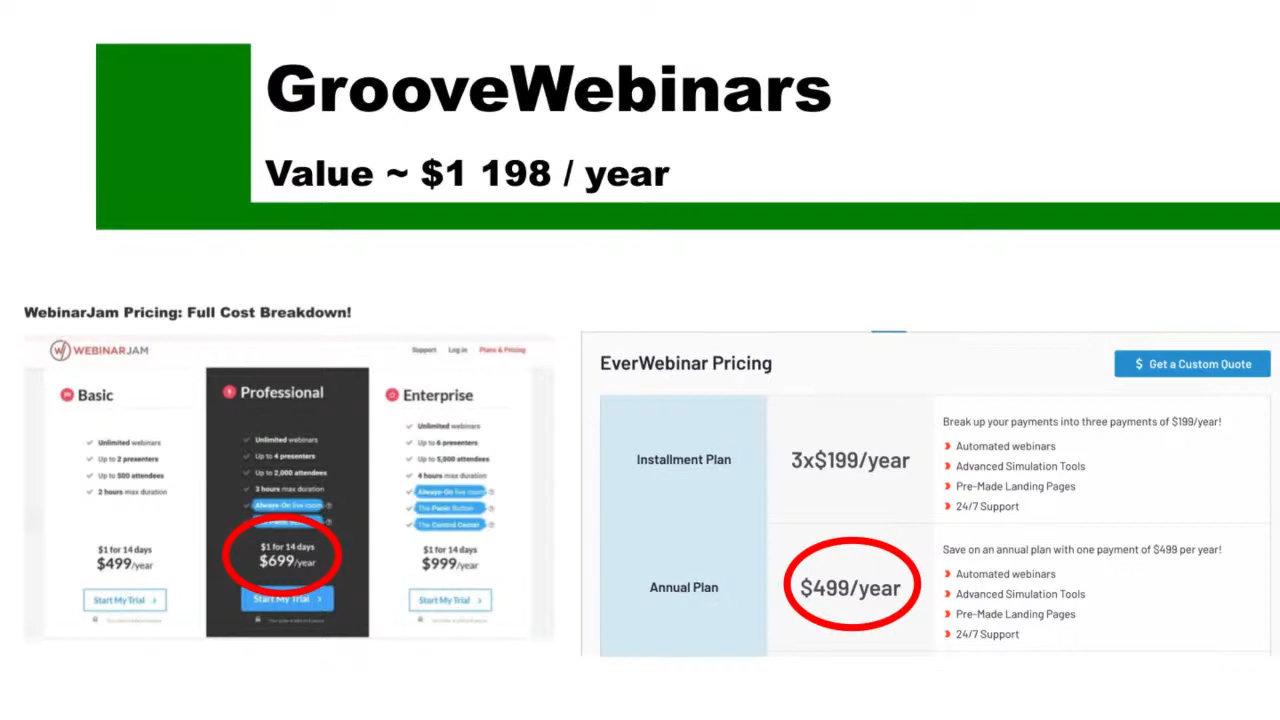 GrooveWebinars
Value ~ $1 198 / year
WebinarJam Pricing: Full Cost Breakdown!
WEBINARJAM
Support Log in Plans & Pricing
Basic
Unlimited webinars
Up to 2 presenters
Up to 500 attendees
2 hours max duration
$1 for 14 days
$499/year
Start My Trial
Professional
Unlimited webinars
Up to 4 presenters
Up to 2,000 attendees
3 hours max duration
Always-On live room
$1 for 14 days
$699/year
Start My Trial
Enterprise
Unlimited webinars
Up to 6 presenters
Up to 5,000 attendees
4 hours max duration
Always-On live room
The Panic Button
The Control Center
$1 for 14 days
$999/year
Start My Trial
EverWebinar Pricing
$ Get a Custom Quote
Installment Plan
3x$199/year
Break up your payments into three payments of $199/year!
Automated webinars
Advanced Simulation Tools
Pre-Made Landing Pages
24/7 Support
Annual Plan
$499/year
Save on an annual plan with one payment of $499 per year!
Automated webinars
Advanced Simulation Tools
Pre-Made Landing Pages
24/7 Support